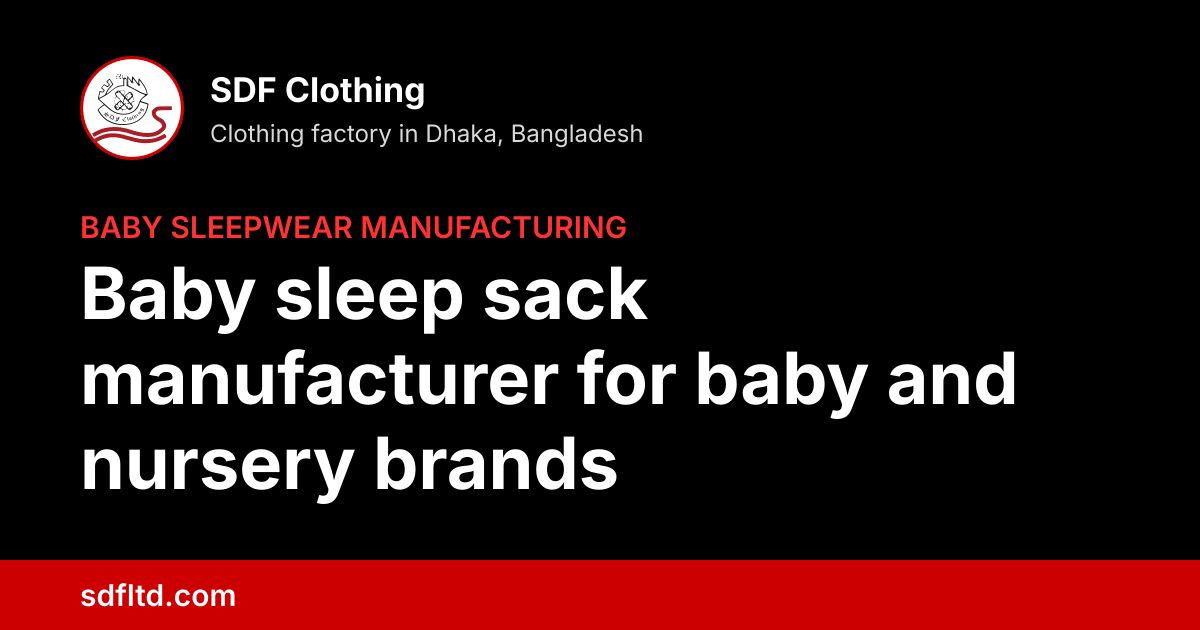 SDF Clothing
Clothing factory in Dhaka, Bangladesh
BABY SLEEPWEAR MANUFACTURING
Baby sleep sack
manufacturer for baby and
nursery brands
sdfltd.com